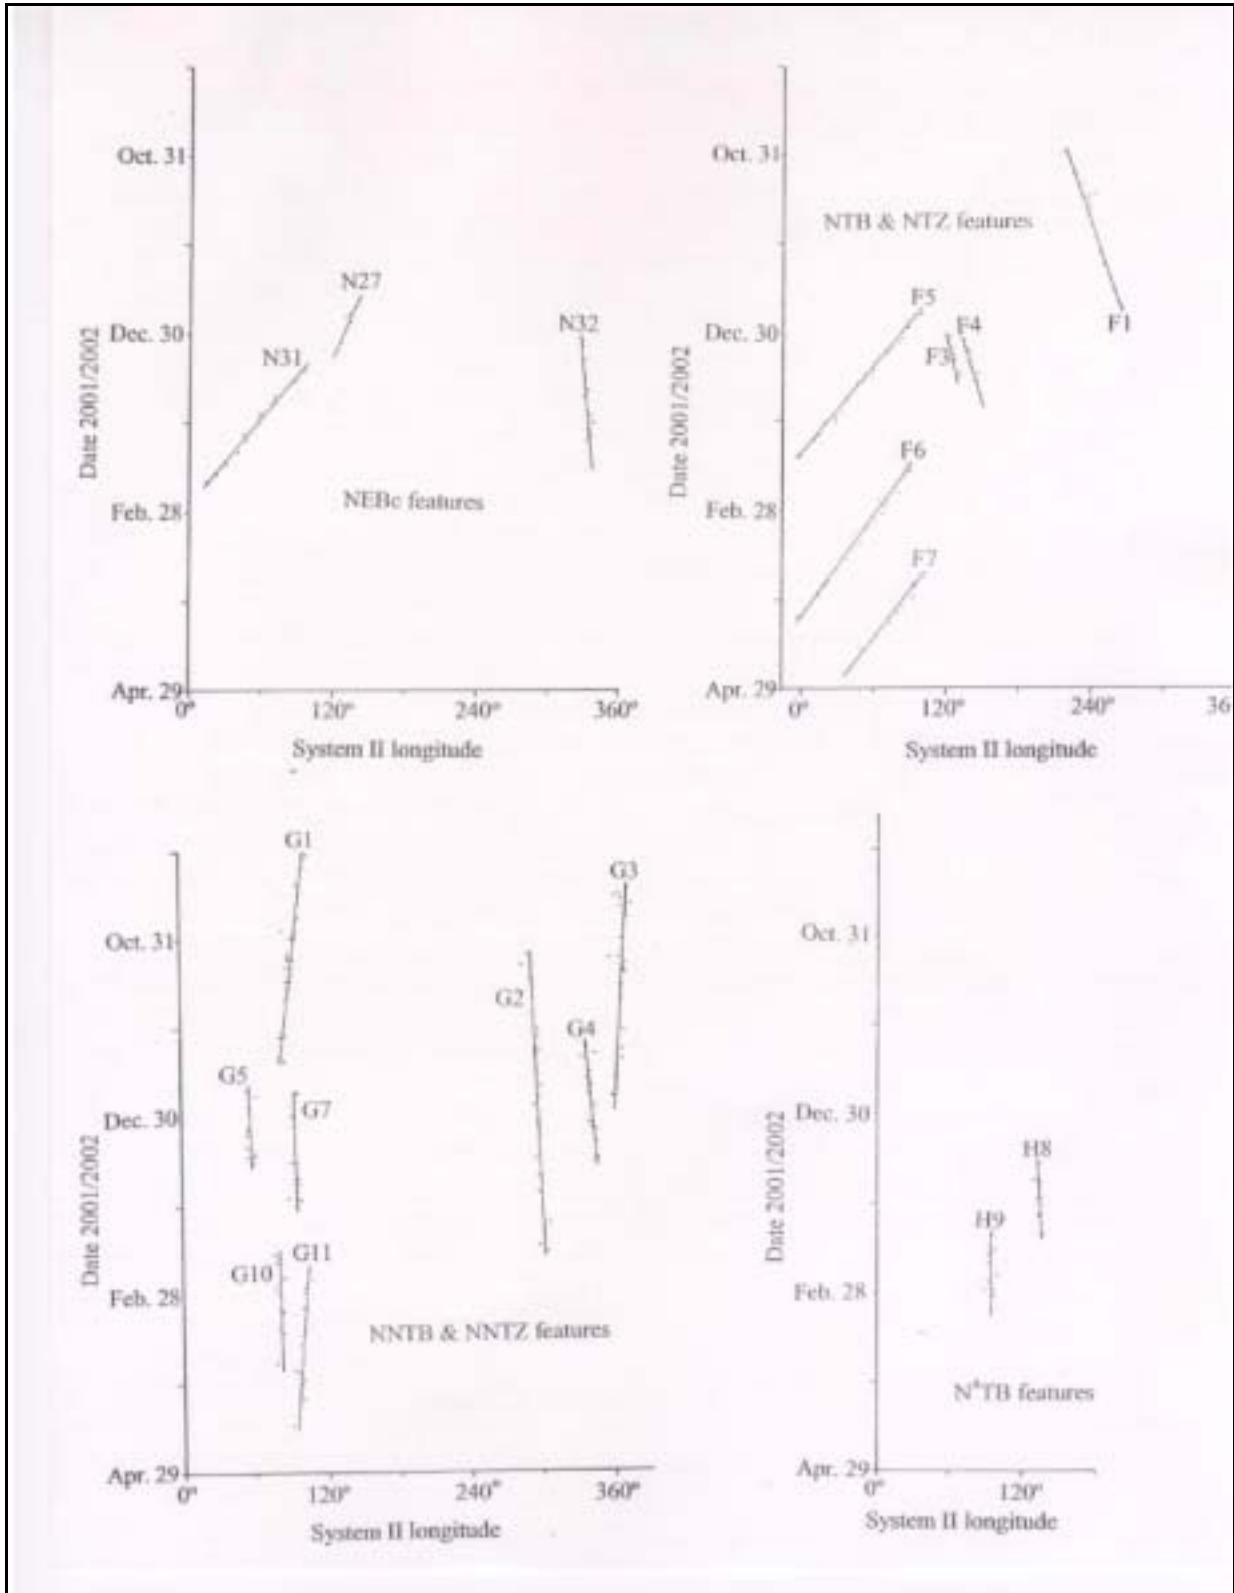 Oct. 31
Dec. 30
Feb. 28
Apr. 29
Date 2001/2002
N27
N31
N32
NEBc features
0° 120° 240° 360°
System II longitude
Oct. 31
Dec. 30
Feb. 28
Apr. 29
Date 2001/2002
NTB & NTZ features
F5
F4
F3
F1
F6
F7
0° 120° 240° 36
System II longitude
Oct. 31
Dec. 30
Feb. 28
Apr. 29
Date 2001/2002
G1
G3
G2
G4
G5
G7
G10
G11
NNTB & NNTZ features
0° 120° 240° 360°
System II longitude
Oct. 31
Dec. 30
Feb. 28
Apr. 29
Date 2001/2002
H8
H9
N⁴TB features
0° 120°
System II longitude